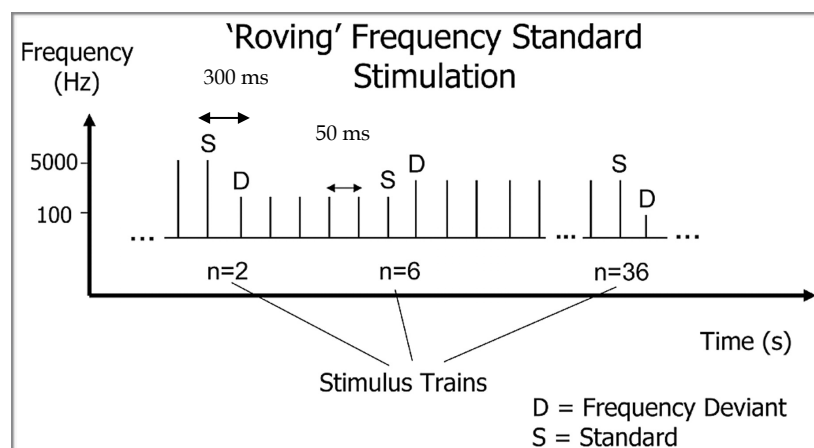 ‘Roving’ Frequency Standard
Stimulation
Frequency
(Hz)
300 ms
50 ms
S
D
S
D
S
D
5000
100
...
...
...
n=2
n=6
n=36
Time (s)
Stimulus Trains
D = Frequency Deviant
S = Standard